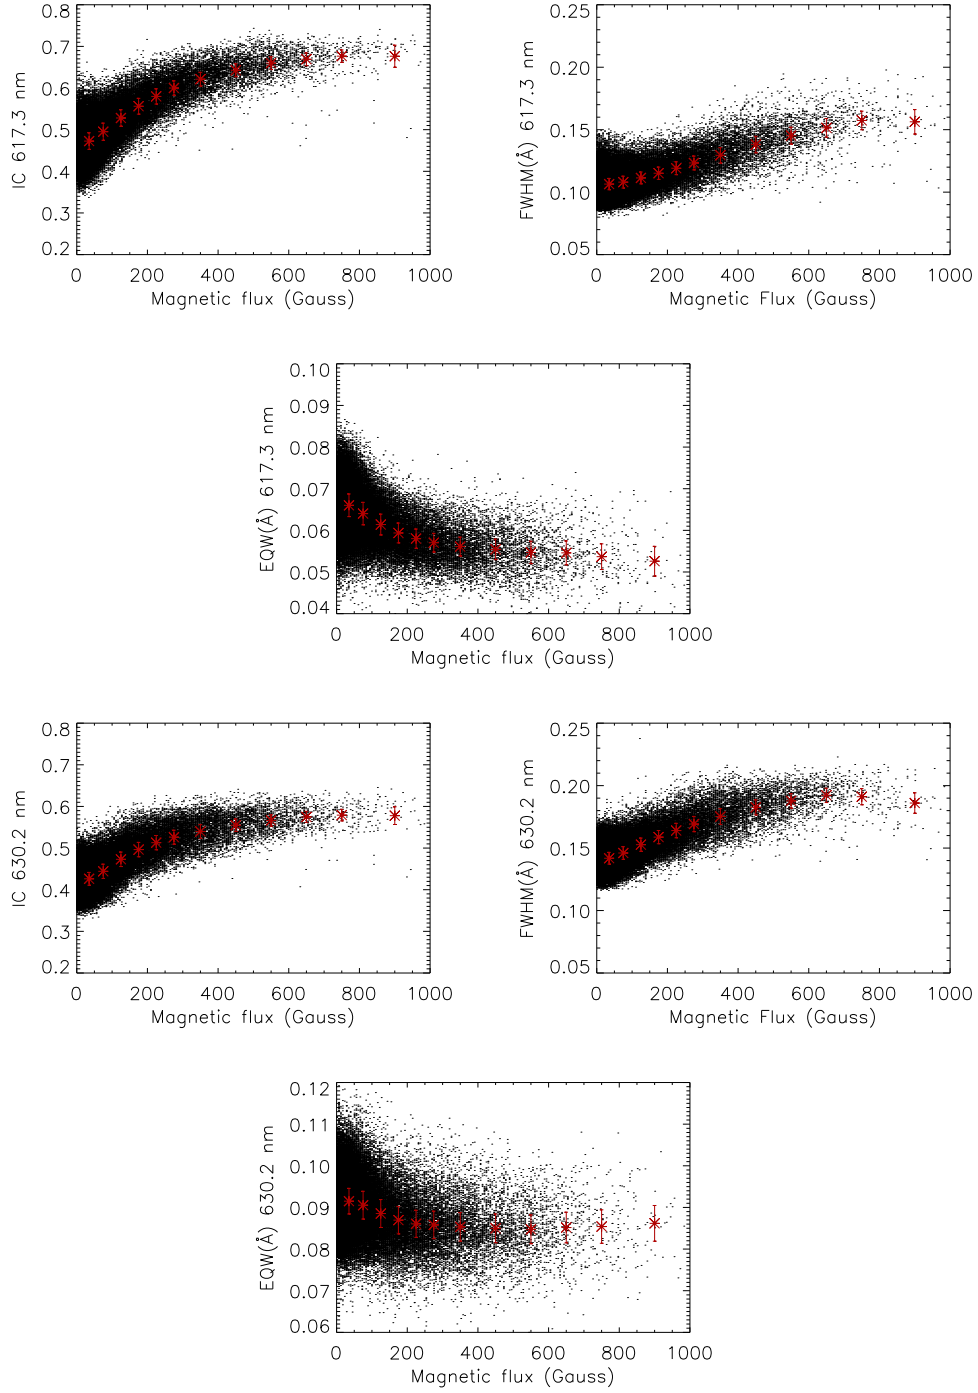 0.8
0.7
0.6
0.5
0.4
0.3
0.2
IC 617.3 nm
0 200 400 600 800 1000
Magnetic flux (Gauss)
0.25
0.20
0.15
0.10
0.05
FWHM(Å) 617.3 nm
0 200 400 600 800 1000
Magnetic Flux (Gauss)
0.10
0.09
0.08
0.07
0.06
0.05
0.04
EQW(Å) 617.3 nm
0 200 400 600 800 1000
Magnetic flux (Gauss)
0.8
0.7
0.6
0.5
0.4
0.3
0.2
IC 630.2 nm
0 200 400 600 800 1000
Magnetic flux (Gauss)
0.25
0.20
0.15
0.10
0.05
FWHM(Å) 630.2 nm
0 200 400 600 800 1000
Magnetic Flux (Gauss)
0.12
0.11
0.10
0.09
0.08
0.07
0.06
EQW(Å) 630.2 nm
0 200 400 600 800 1000
Magnetic flux (Gauss)